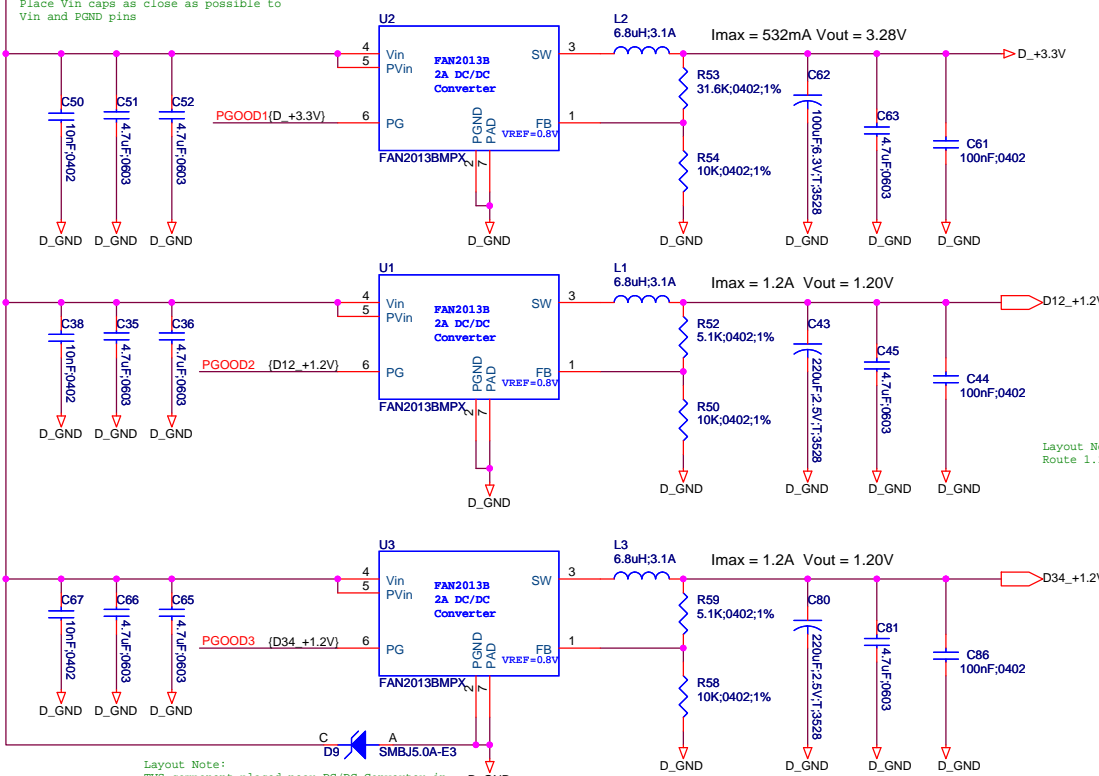 Place Vin caps as close as possible to
Vin and PGND pins
U2
4 Vin
5 PVin
FAN2013B
2A DC/DC
Converter
SW 3
PGOOD1{D_+3.3V} 6 PG
PGND
PAD
FB 1
VREF=0.8V
FAN2013BMPX
2 7
D_GND
L2
6.8uH;3.1A
Imax = 532mA Vout = 3.28V
D_+3.3V
C50
10nF;0402
C51
4.7uF;0603
C52
4.7uF;0603
D_GND D_GND D_GND
R53
31.6K;0402;1%
R54
10K;0402;1%
C62
100uF;6.3V;T;3528
C63
4.7uF;0603
C61
100nF;0402
D_GND D_GND D_GND D_GND
U1
4 Vin
5 PVin
FAN2013B
2A DC/DC
Converter
SW 3
PGOOD2 {D12_+1.2V} 6 PG
PGND
PAD
FB 1
VREF=0.8V
FAN2013BMPX
2 7
D_GND
L1
6.8uH;3.1A
Imax = 1.2A Vout = 1.20V
D12_+1.2V
C38
10nF;0402
C35
4.7uF;0603
C36
4.7uF;0603
D_GND D_GND D_GND
R52
5.1K;0402;1%
R50
10K;0402;1%
C43
220uF;2.5V;T;3528
C45
4.7uF;0603
C44
100nF;0402
D_GND D_GND D_GND D_GND
Layout
Route 1.
U3
4 Vin
5 PVin
FAN2013B
2A DC/DC
Converter
SW 3
PGOOD3 {D34_+1.2V} 6 PG
PGND
PAD
FB 1
VREF=0.8V
FAN2013BMPX
2 7
L3
6.8uH;3.1A
Imax = 1.2A Vout = 1.20V
D34_+1.2V
C67
10nF;0402
C66
4.7uF;0603
C65
4.7uF;0603
D_GND D_GND D_GND
R59
5.1K;0402;1%
R58
10K;0402;1%
C80
220uF;2.5V;T;3528
C81
4.7uF;0603
C86
100nF;0402
D_GND D_GND D_GND D_GND
C A
D9 SMBJ5.0A-E3
Layout Note: